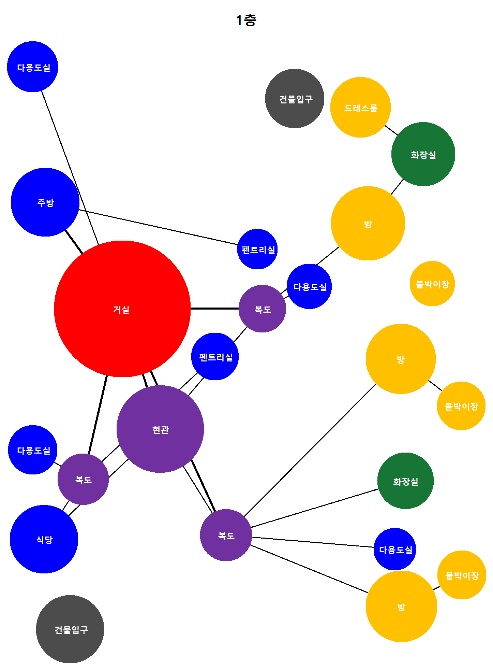 1층
다용도실
건물입구
드레스룸
화장실
주방
방
펜트리실
다용도실
붙박이장
거실
복도
펜트리실
방
붙박이장
현관
다용도실
복도
화장실
식당
복도
다용도실
붙박이장
방
건물입구